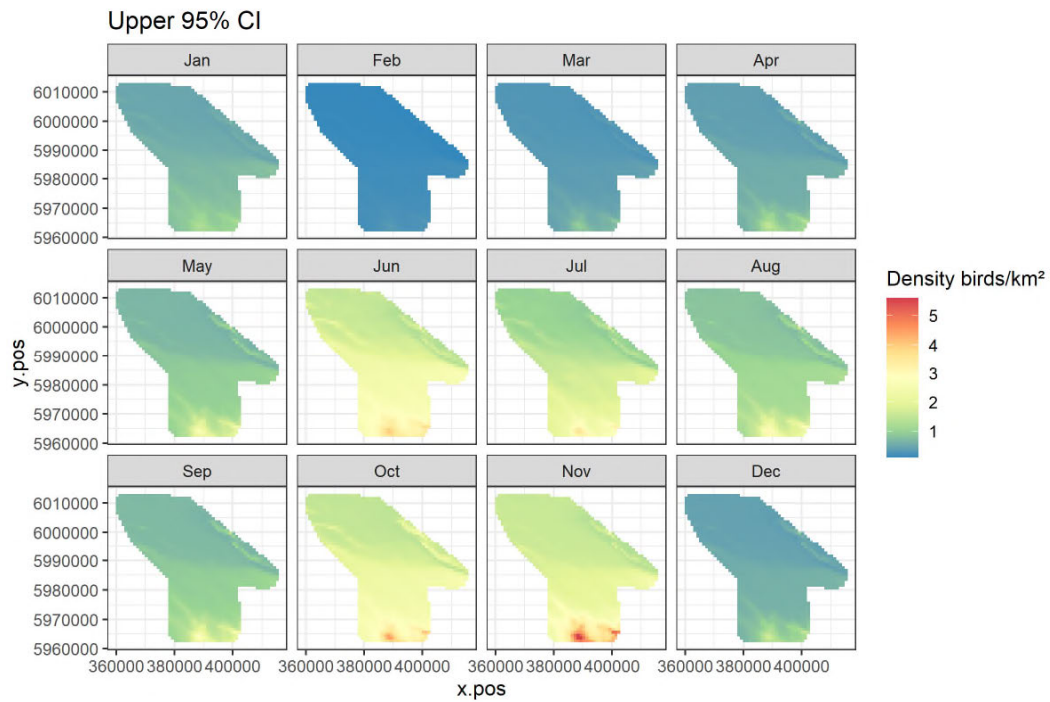 Upper 95% CI
Jan Feb Mar Apr
6010000
6000000
5990000
5980000
5970000
5960000
May Jun Jul Aug
6010000
6000000
5990000
5980000
5970000
5960000
Sep Oct Nov Dec
6010000
6000000
5990000
5980000
5970000
5960000
360000 380000 400000 360000 380000 400000 360000 380000 400000 360000 380000 400000
y.pos
x.pos
Density birds/km²
5
4
3
2
1